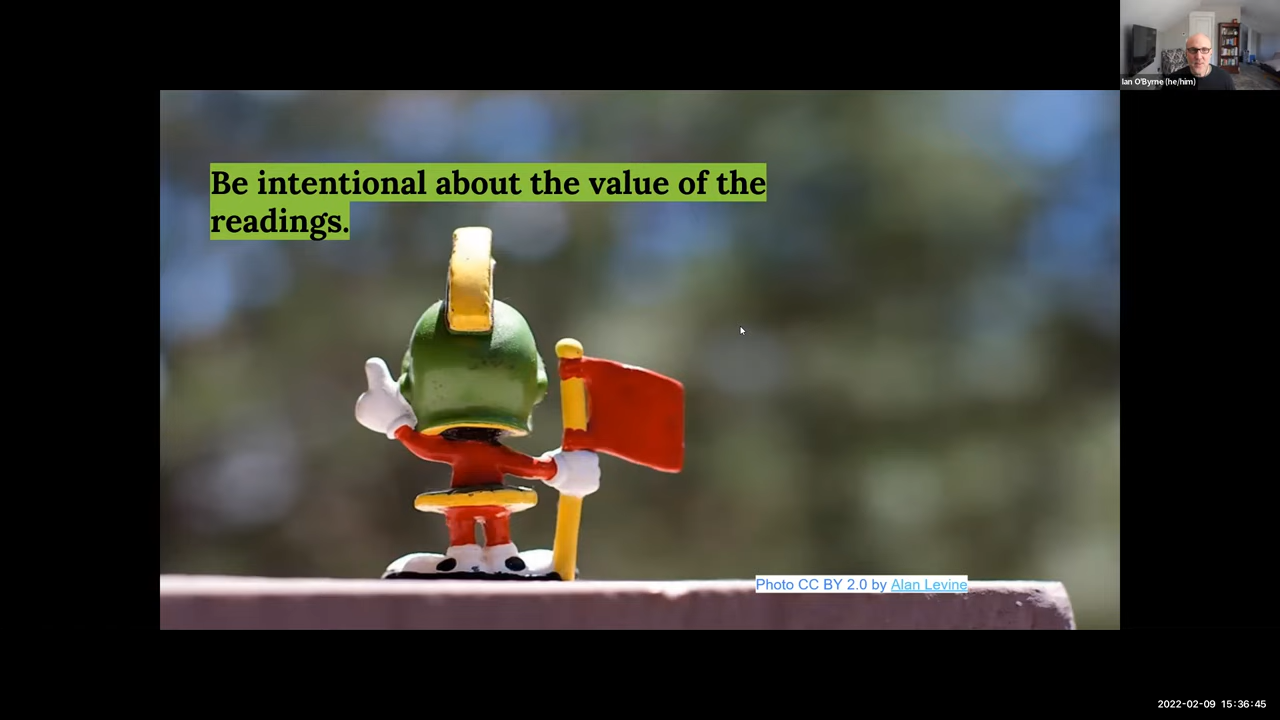 Ian O'Byrne (he/him)
Be intentional about the value of the
readings.
Photo CC BY 2.0 by Alan Levine
2022-02-09 15:36:45